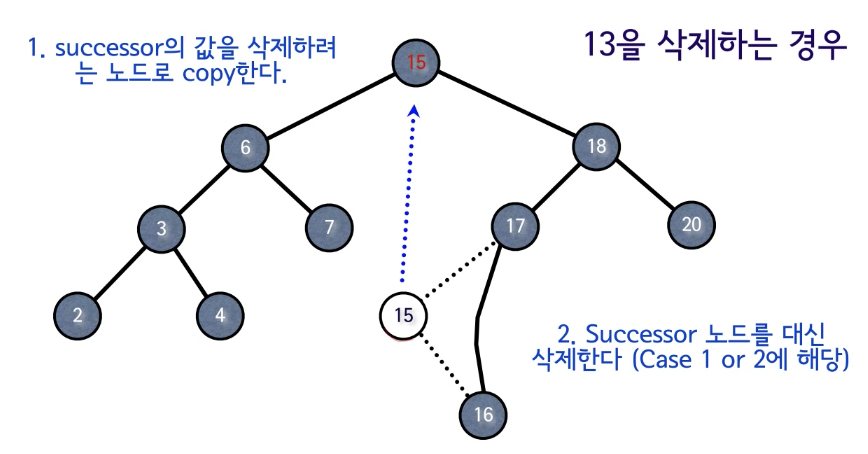 1. successor의 값을 삭제하려
는 노드로 copy한다.
13을 삭제하는 경우
15
6
18
3
7
17
20
2
4
15
2. Successor 노드를 대신
삭제한다 (Case 1 or 2에 해당)
16